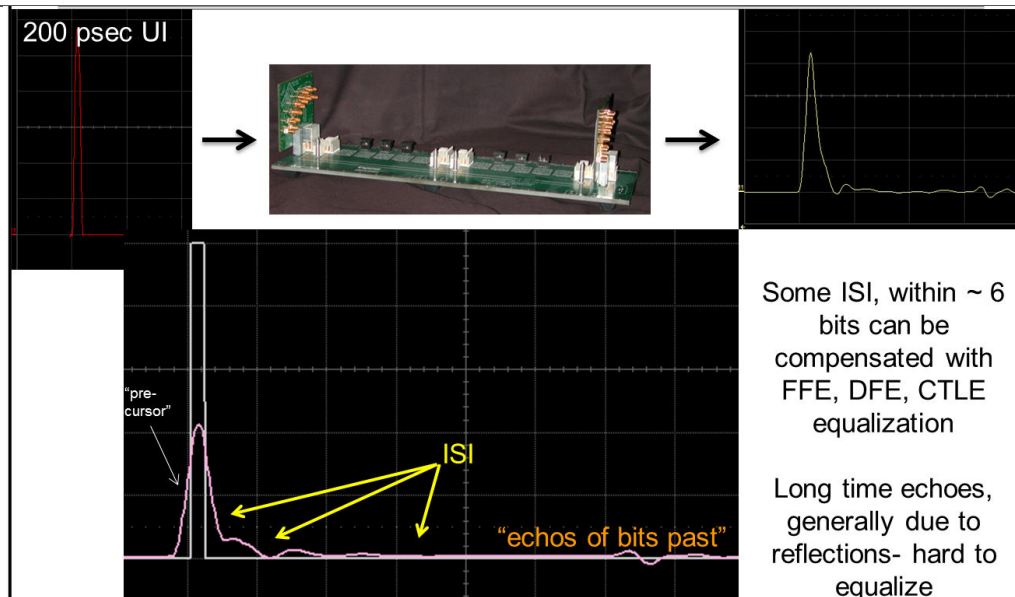 200 psec UI
"pre-
cursor"
ISI
"echos of bits past"
Some ISI, within ~ 6
bits can be
compensated with
FFE, DFE, CTLE
equalization
Long time echoes,
generally due to
reflections- hard to
equalize